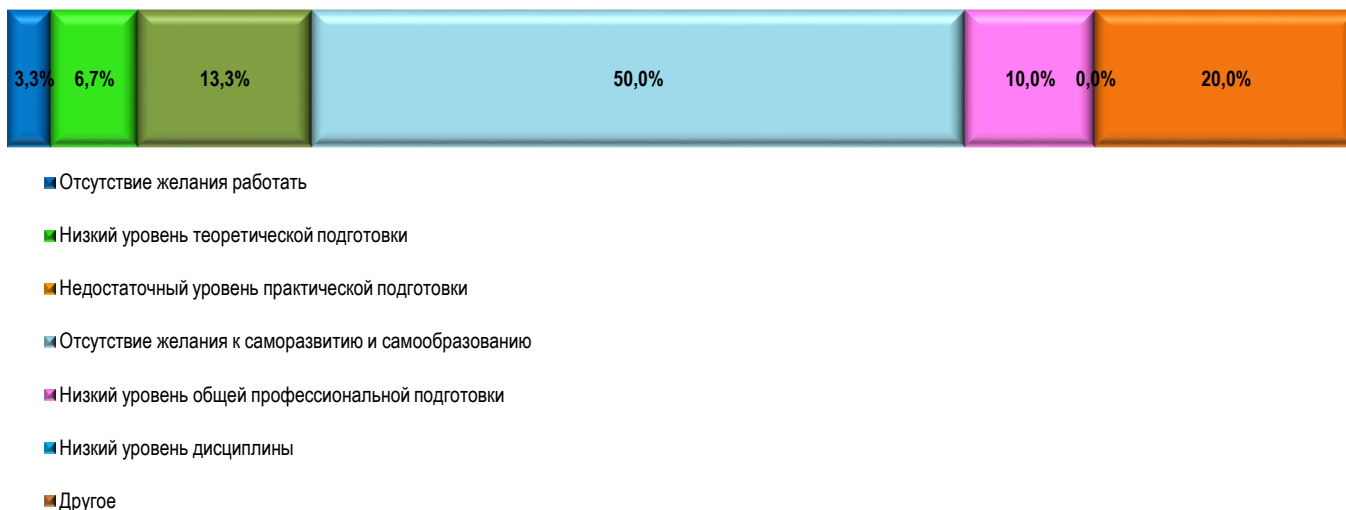 3,3% 6,7% 13,3% 50,0% 10,0% 0,0% 20,0%
Отсутствие желания работать
Низкий уровень теоретической подготовки
Недостаточный уровень практической подготовки
Отсутствие желания к саморазвитию и самообразованию
Низкий уровень общей профессиональной подготовки
Низкий уровень дисциплины
Другое